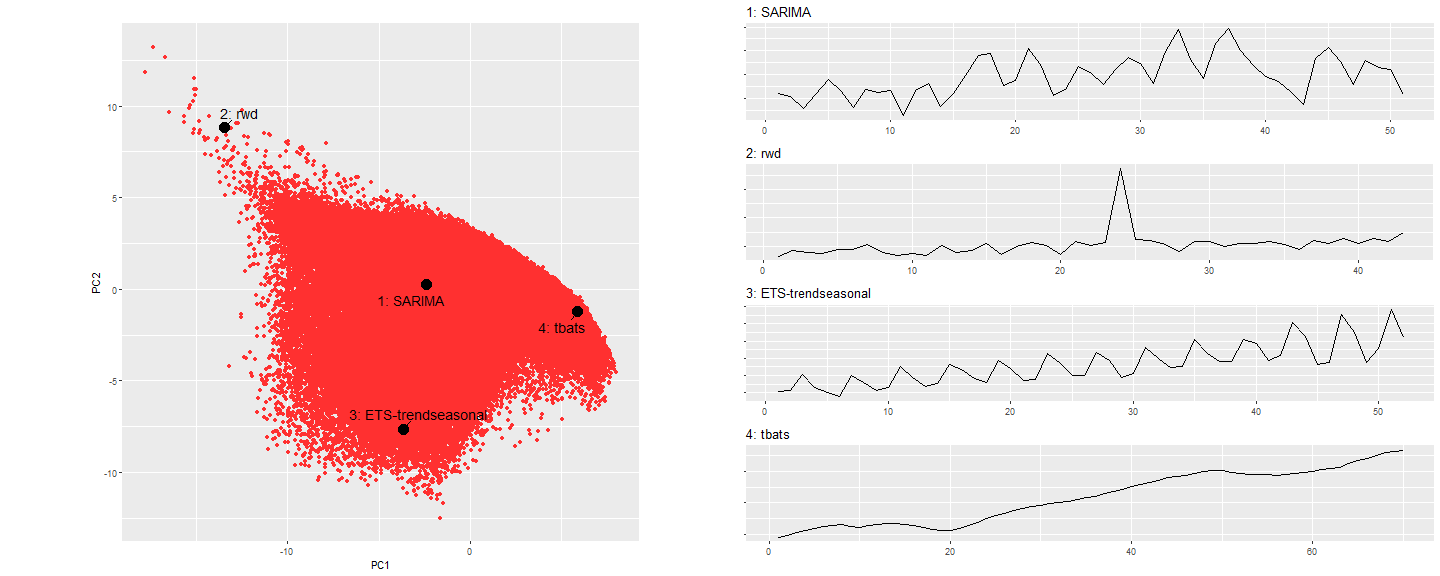 10
5
0
-5
-10
PC2
-10
0
PC1
2: rwd
1: SARIMA
4: tbats
3: ETS-trendseasonal
1: SARIMA
0 10 20 30 40 50
2: rwd
0 10 20 30 40
3: ETS-trendseasonal
0 10 20 30 40 50
4: tbats
0 20 40 60